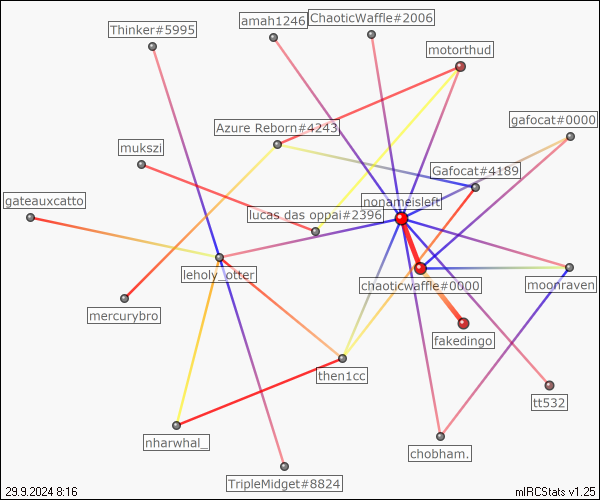 ChaoticWaffle#2006
amah1246
Thinker#5995
motorthud
gafocat#0000
Azure Reborn#4243
mukszi
Gafocat#4189
gateauxcatto
nonameisleft
lucas das oppai#2396
leholy_otter
chaoticwaffle#0000
moonraven
mercurybro
fakedingo
then1cc
tt532
nharwhal_
chobham.
TripleMidget#8824
29.9.2024 8:16
mIRCStats v1.25